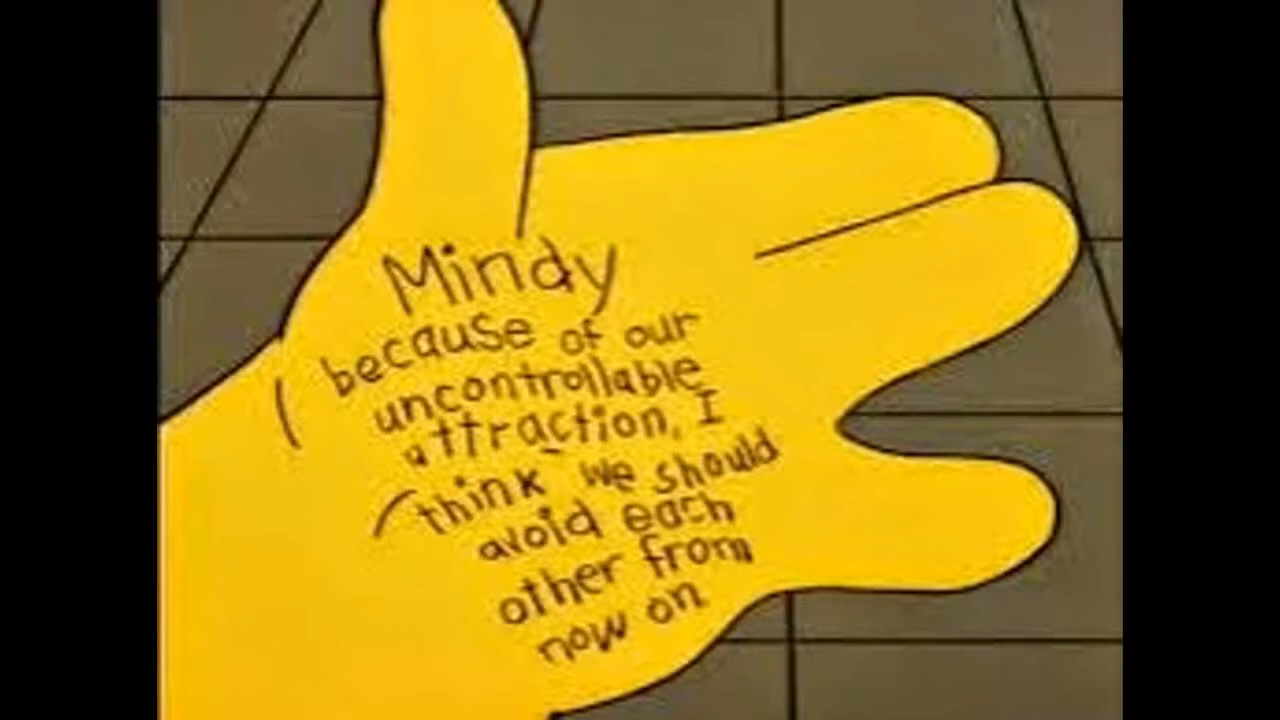 Mindy
because of our
uncontrollable
attraction, I
think we should
avoid each
other from
now on